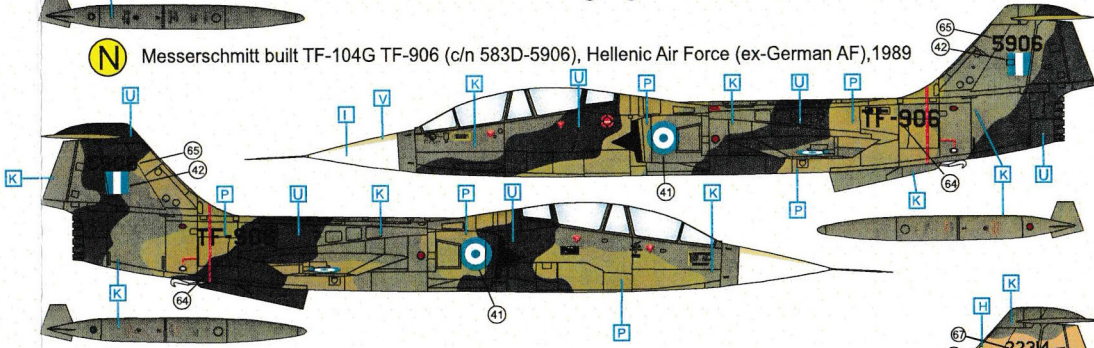 N Messerschmitt built TF-104G TF-906 (c/n 583D-5906), Hellenic Air Force (ex-German AF),1989
65
42
5906
U P K U P
I V K
TF-906
U
65
42
K
41
64
K
K
U
P
K
P U K P U K
TF-906
64
K
41
P
H K
67